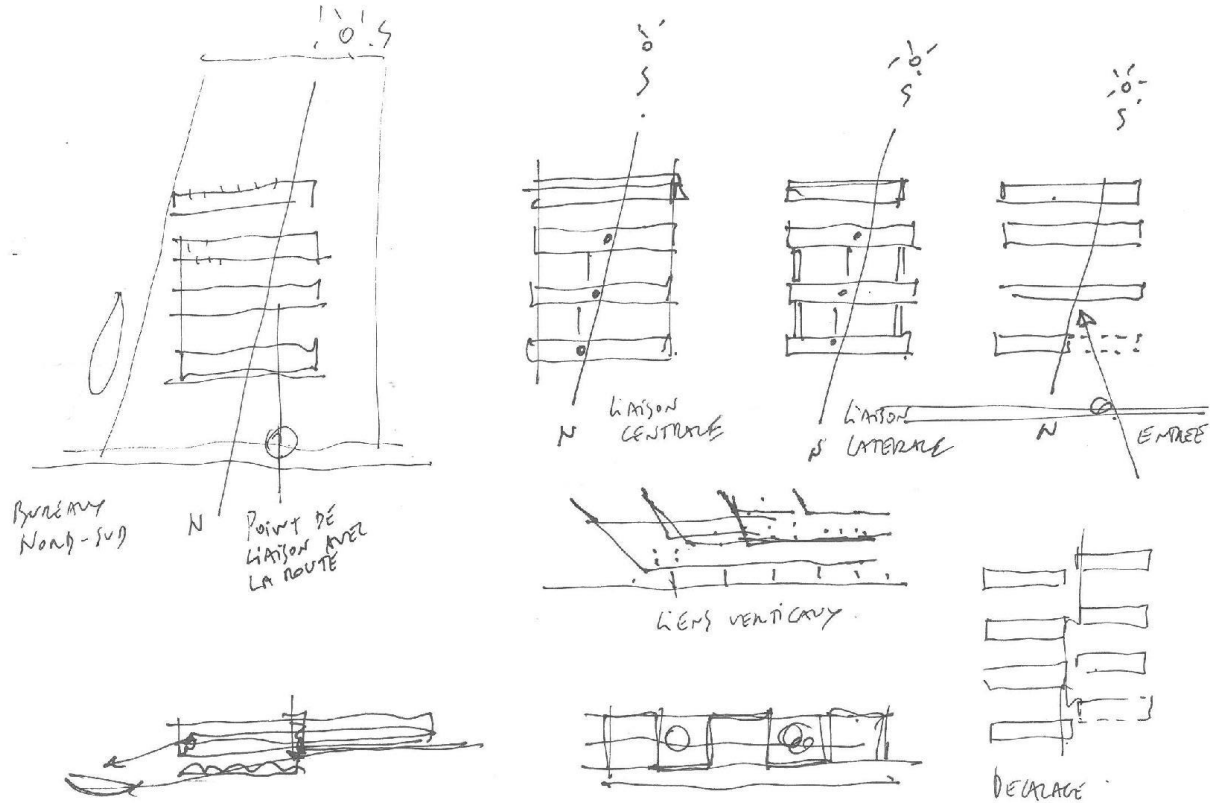 S
S
S
S
BUREAUX
NORD-SUD
N
POINT DE
LIAISON AVEC
LA ROUTE
N
LIAISON
CENTRALE
N
LIAISON
LATERALE
N
ENTREE
LIENS VERTICAUX
DECALAGE